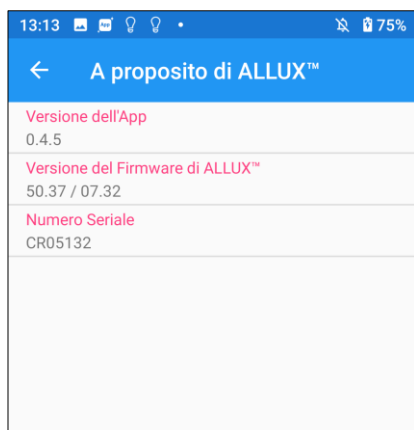 13:13 75%
A proposito di ALLUX™
Versione dell'App
0.4.5
Versione del Firmware di ALLUX™
50.37 / 07.32
Numero Seriale
CR05132